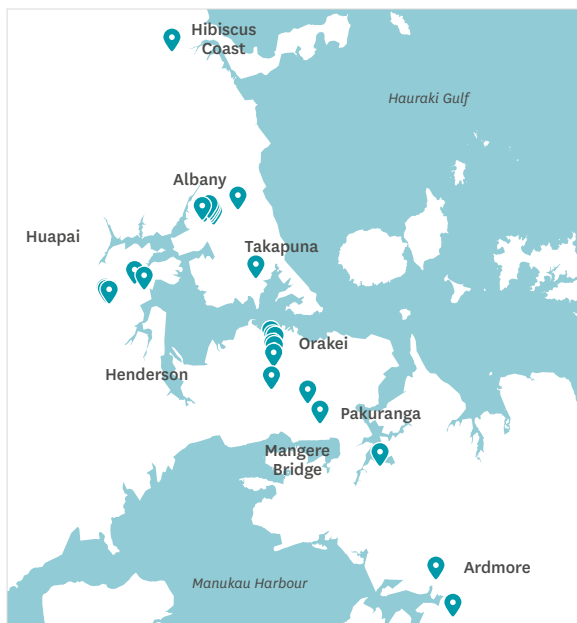 Hibiscus
Coast
Hauraki Gulf
Albany
Huapai
Takapuna
Orakei
Henderson
Pakuranga
Mangere
Bridge
Ardmore
Manukau Harbour